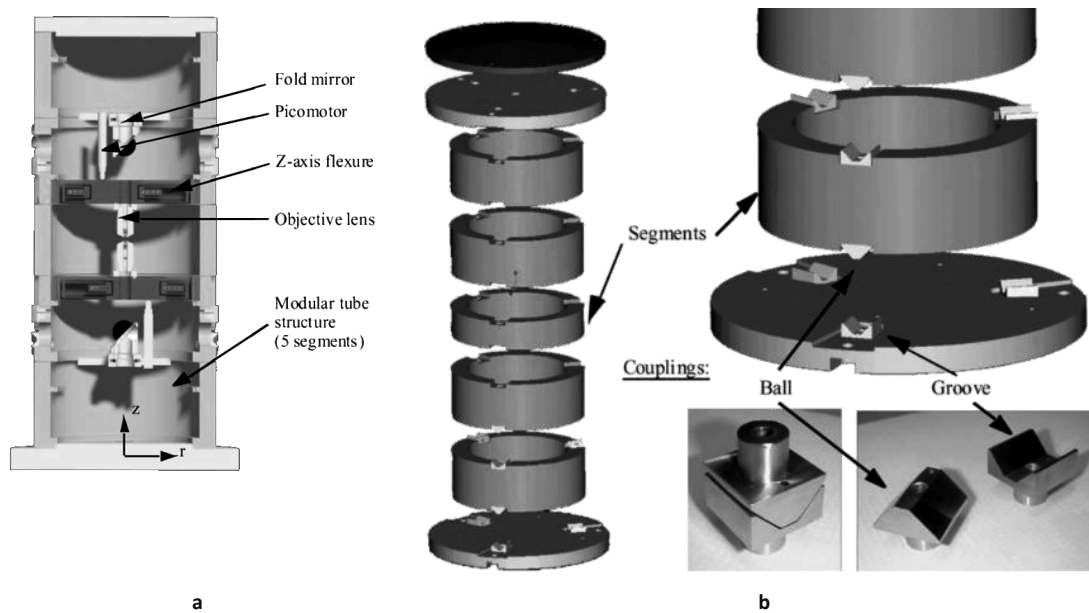 Fold mirror
Picomotor
Z-axis flexure
Objective lens
Modular tube
structure
(5 segments)
z
r
a
Segments
Couplings:
Ball
Groove
b